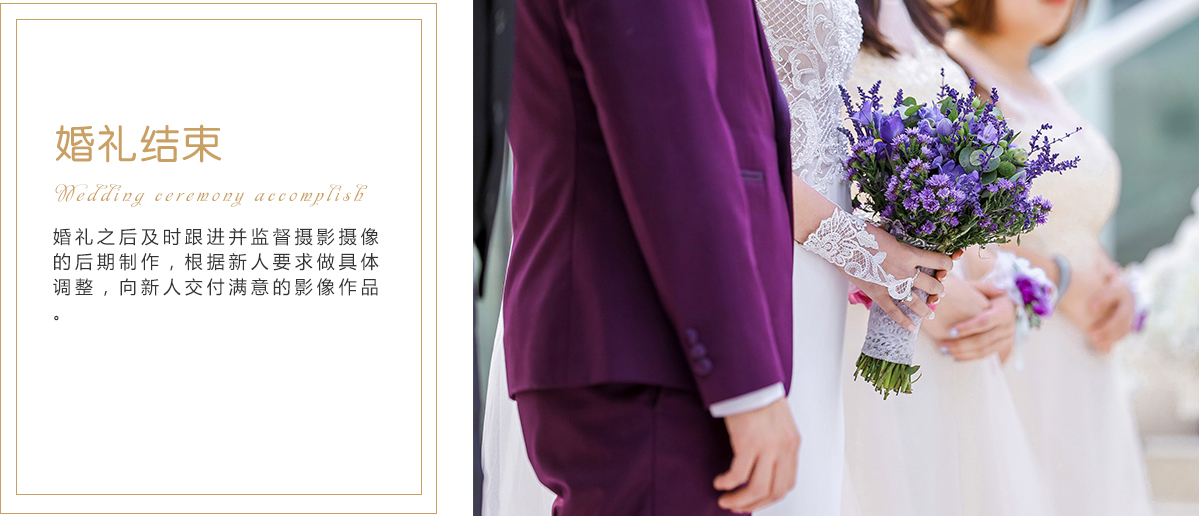 婚礼结束
Wedding ceremony accomplish
婚礼之后及时跟进并监督摄影摄像
的后期制作，根据新人要求做具体
调整，向新人交付满意的影像作品
。